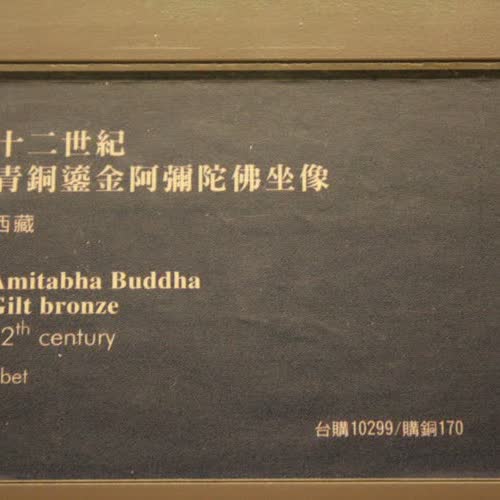 十二世紀
青銅鎏金阿彌陀佛坐像
西藏
Amitabha Buddha
Gilt bronze
2th century
bet
台購10299/購銅170